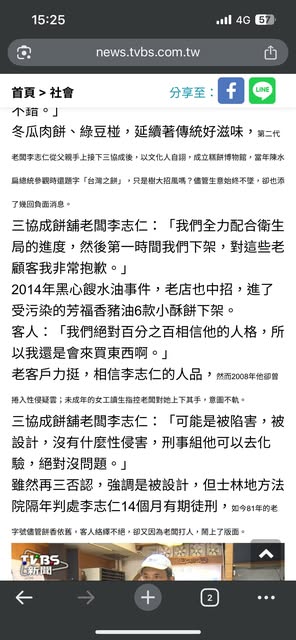 15:25
4G 57
news.tvbs.com.tw
首頁 > 社會
分享至：
LINE
不錯。」
冬瓜肉餅、綠豆椪，延續著傳統好滋味，第二代
老闆李志仁從父親手上接下三協成後，以文化人自詡，成立糕餅博物館，當年陳水
扁總統參觀時還題字「台灣之餅」，只是樹大招風嗎？儘管生意始終不墜，卻也添
了幾回負面消息。
三協成餅舖老闆李志仁：「我們全力配合衛生
局的進度，然後第一時間我們下架，對這些老
顧客我非常抱歉。」
2014年黑心餿水油事件，老店也中招，進了
受污染的芳福香豬油6款小酥餅下架。
客人：「我們絕對百分之百相信他的人格，所
以我還是會來買東西啊。」
老客戶力挺，相信李志仁的人品，然而2008年他卻曾
捲入性侵疑雲；未成年的女工讀生指控老闆對她上下其手，意圖不軌。
三協成餅舖老闆李志仁：「可能是被陷害，被
設計，沒有什麼性侵害，刑事組他可以去化
驗，絕對沒問題。」
雖然再三否認，強調是被設計，但士林地方法
院隔年判處李志仁14個月有期徒刑，如今81年的老
字號儘管餅香依舊，客人絡繹不絕，卻又因為老闆打人，鬧上了版面。
TVBS
新聞
2